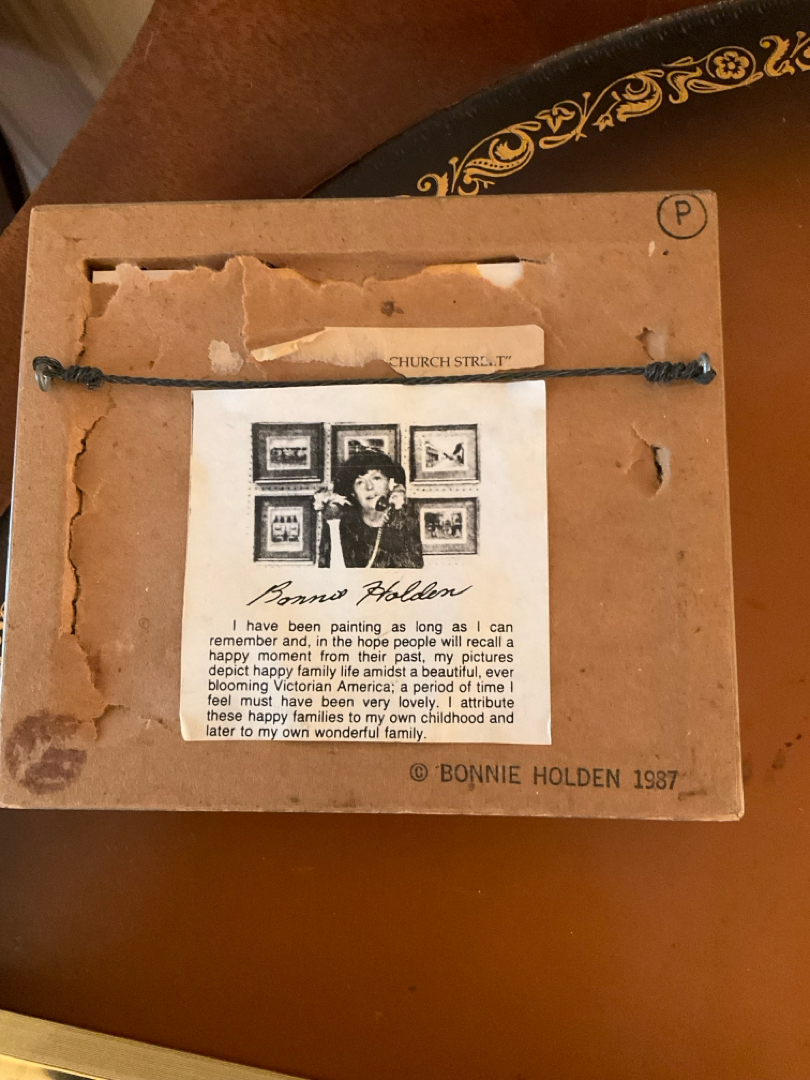 P
CHURCH STREET"
Bonnie Holden
I have been painting as long as I can
remember and, in the hope people will recall a
happy moment from their past, my pictures
depict happy family life amidst a beautiful, ever
blooming Victorian America; a period of time I
feel must have been very lovely. I attribute
these happy families to my own childhood and
later to my own wonderful family.
© BONNIE HOLDEN 1987